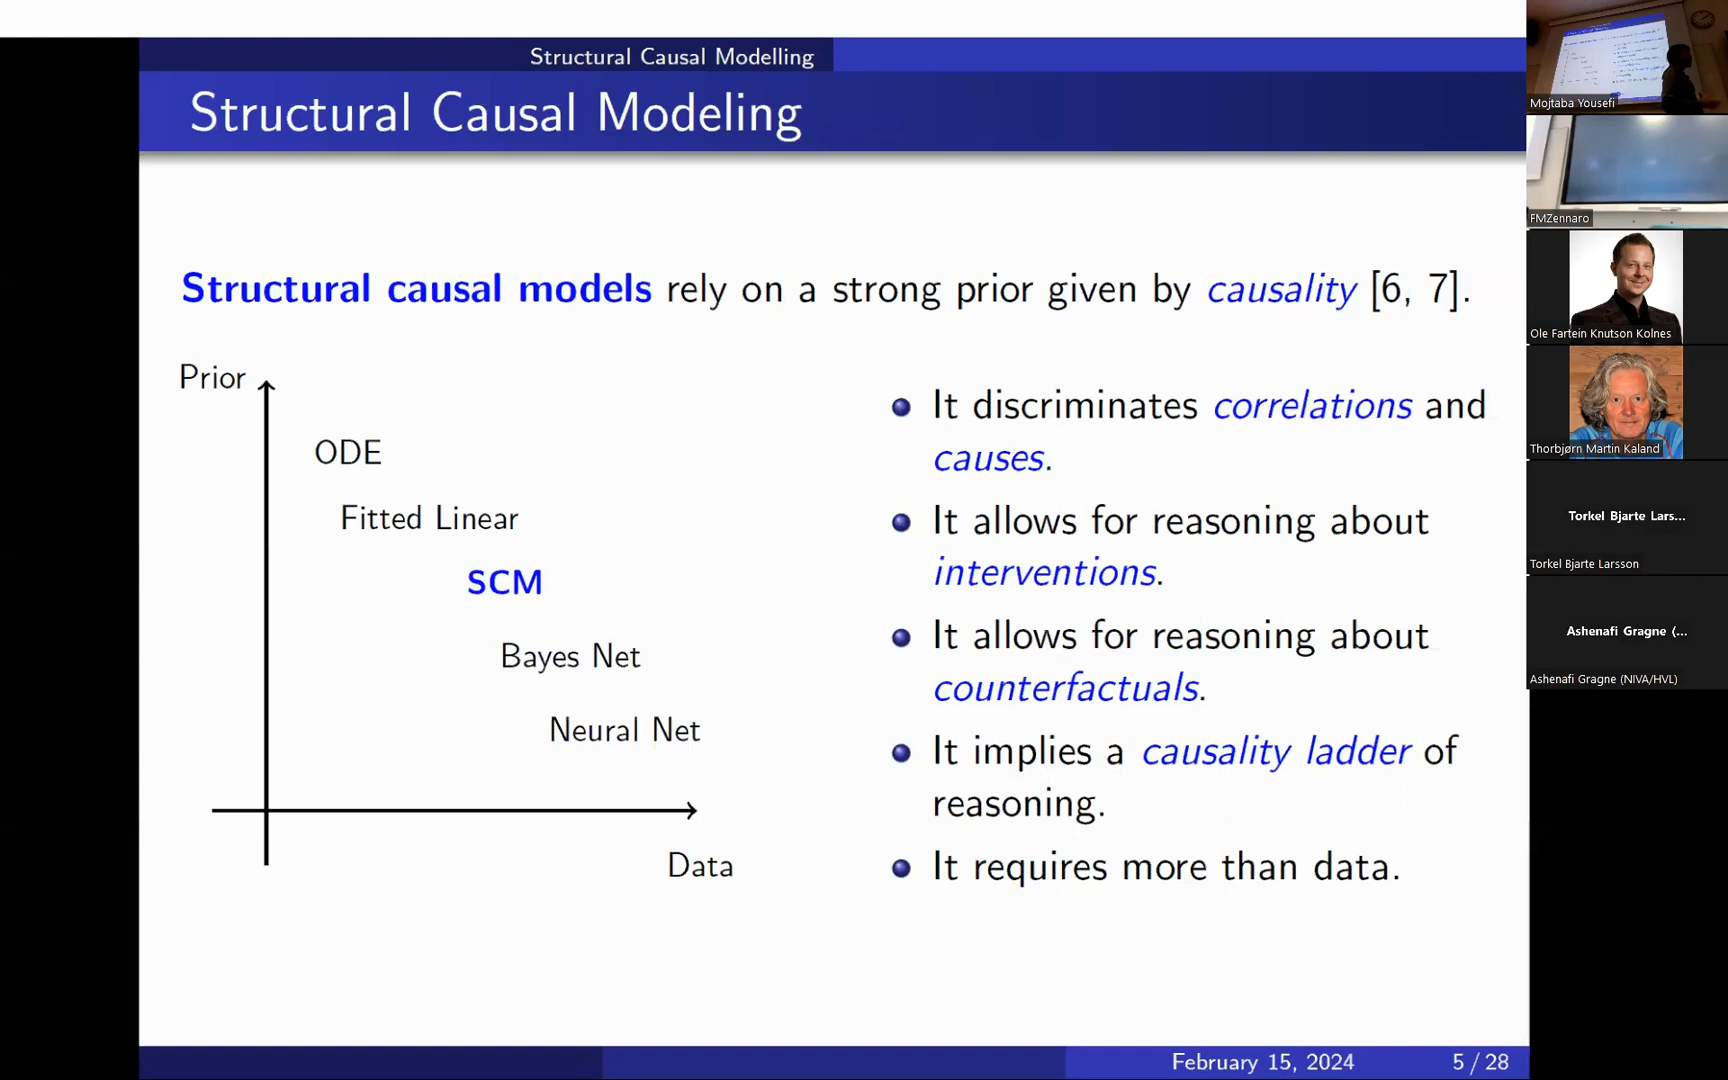 Structural Causal Modelling
Structural Causal Modeling
Structural causal models rely on a strong prior given by causality [6, 7].
Prior
ODE
Fitted Linear
SCM
Bayes Net
Neural Net
Data
It discriminates correlations and
causes.
It allows for reasoning about
interventions.
It allows for reasoning about
counterfactuals.
It implies a causality ladder of
reasoning.
It requires more than data.
February 15, 2024
5 / 28
Mojtaba Yousefi
FMZennaro
Ole Fartein Knutson Kolnes
Thorbjørn Martin Kaland
Torkel Bjarte Lars...
Torkel Bjarte Larsson
Ashenafi Gragne (...
Ashenafi Gragne (NIVA/HVL)